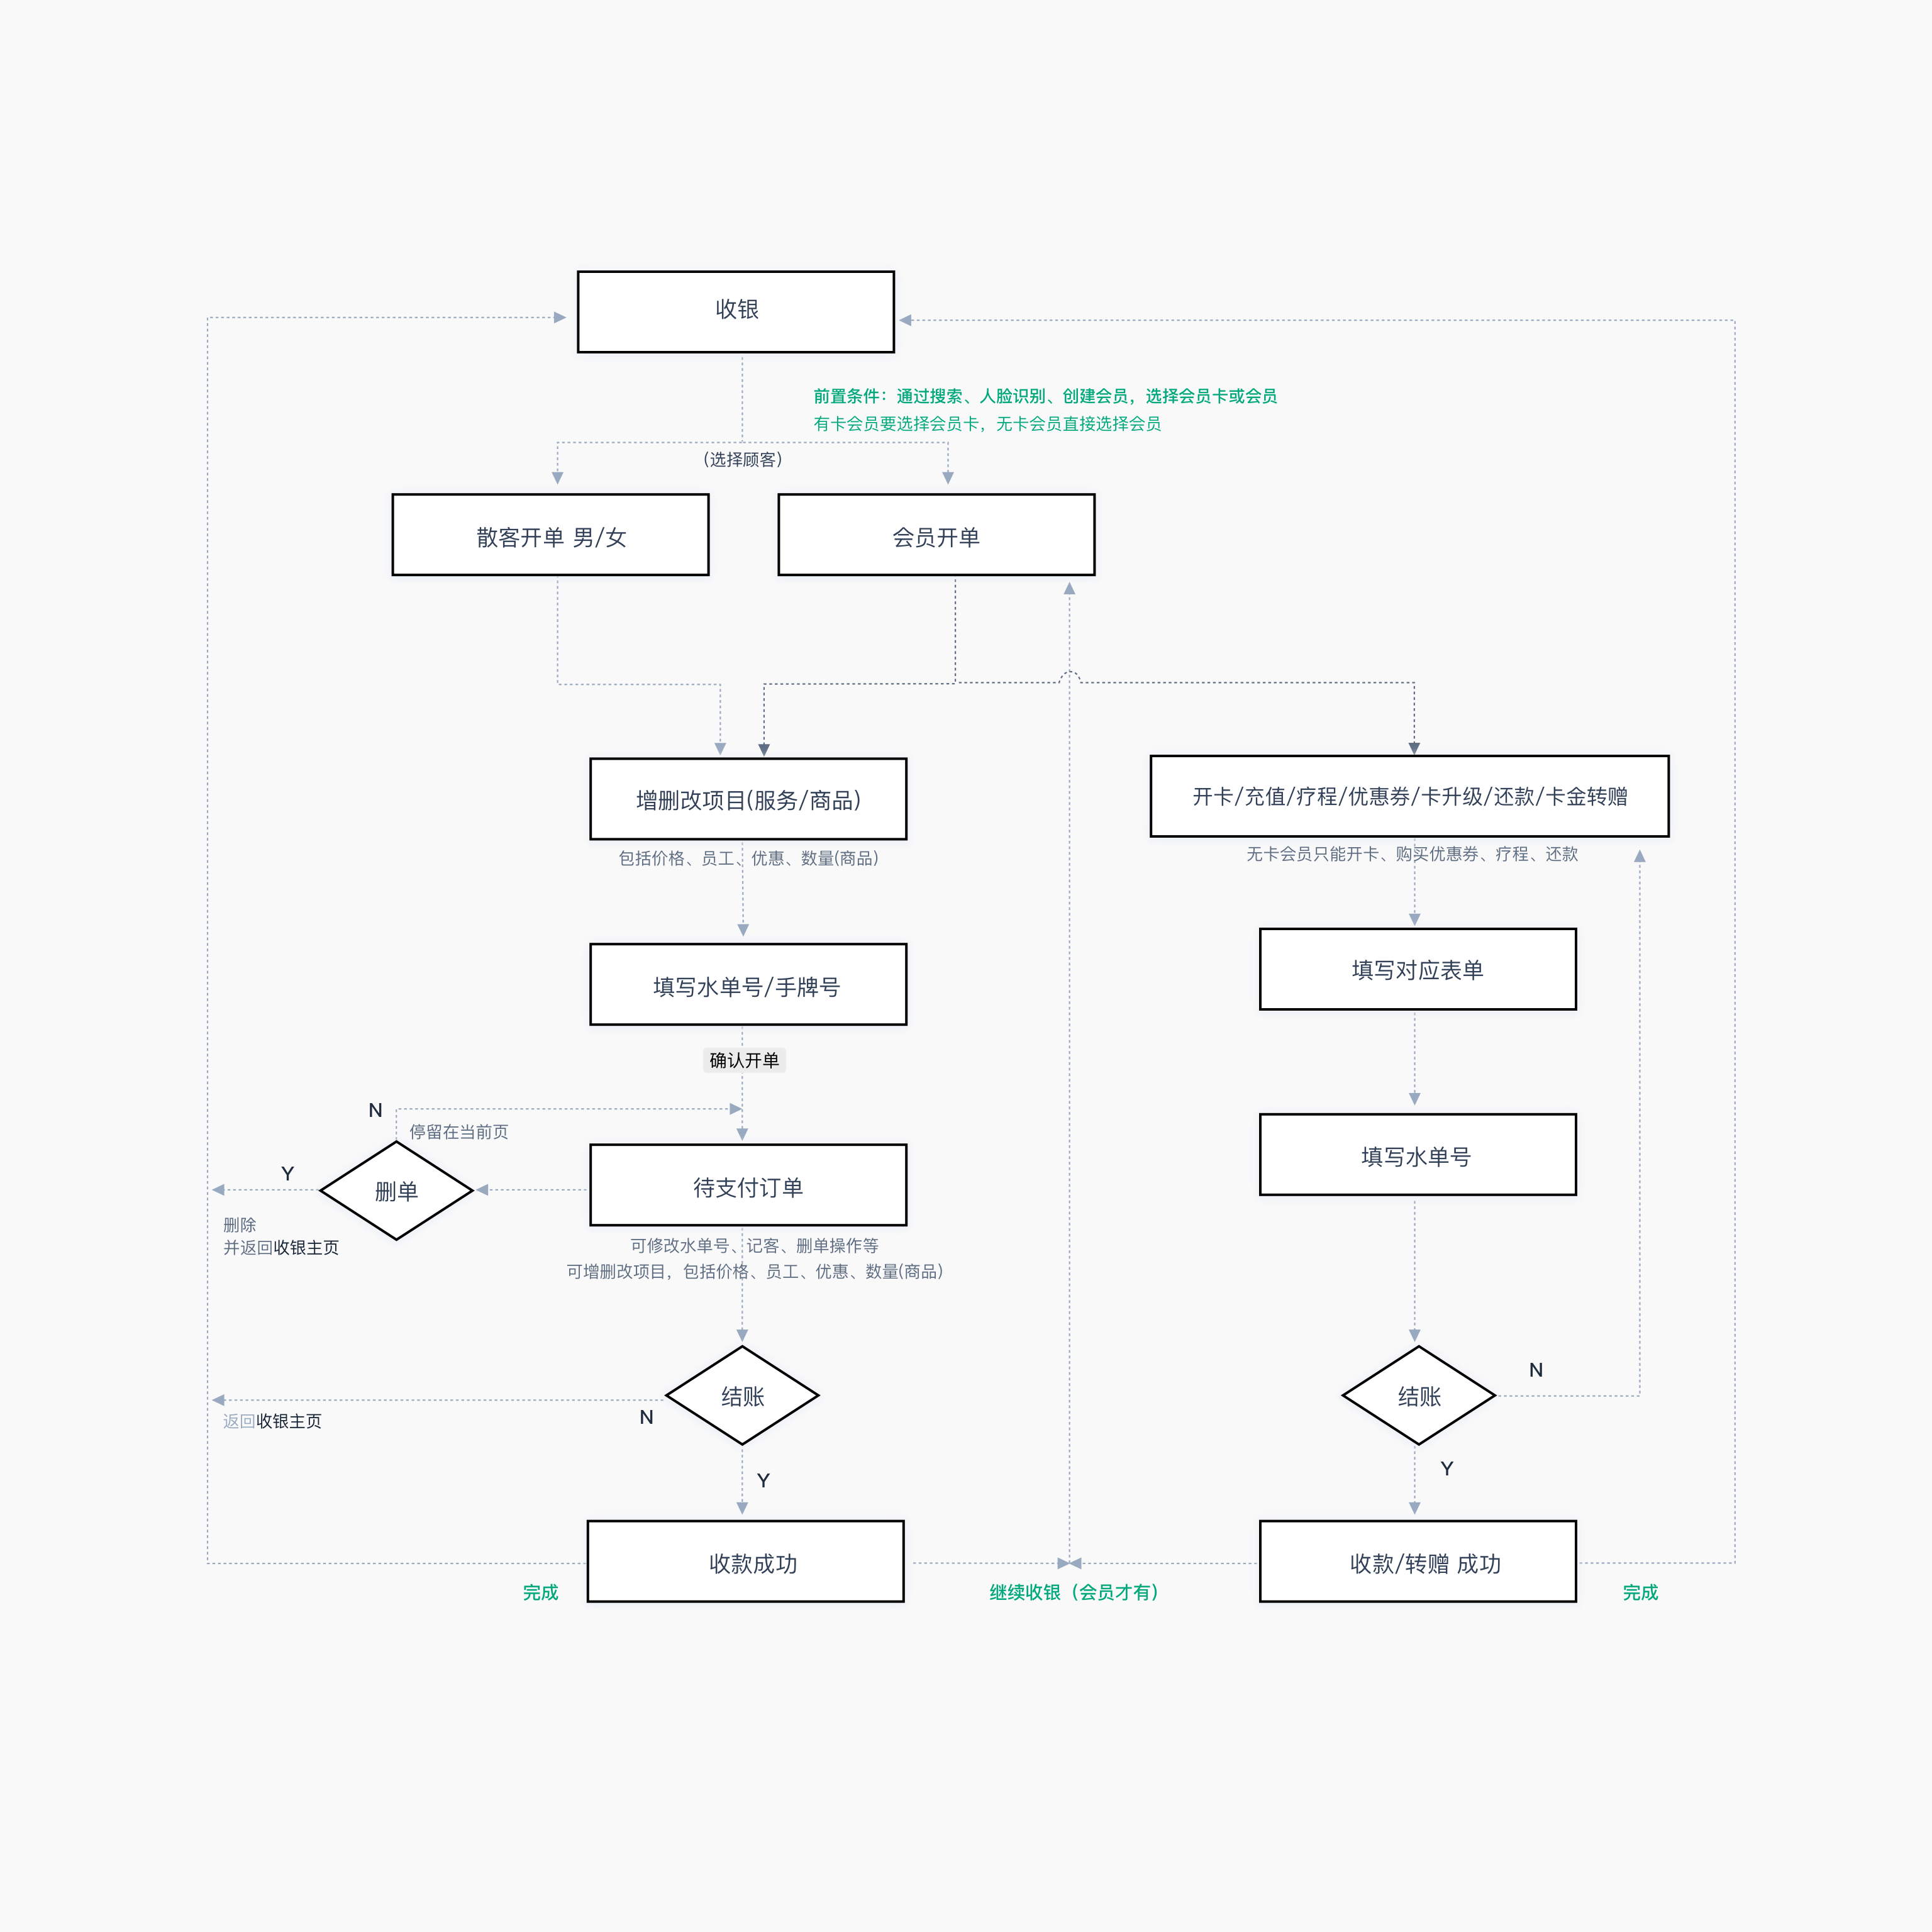 收银
前置条件：通过搜索、人脸识别、创建会员，选择会员卡或会员
有卡会员要选择会员卡，无卡会员直接选择会员
(选择顾客)
散客开单 男/女
会员开单
增删改项目(服务/商品)
开卡/充值/疗程/优惠券/卡升级/还款/卡金转赠
包括价格、员工、优惠、数量(商品)
无卡会员只能开卡、购买优惠券、疗程、还款
填写水单号/手牌号
填写对应表单
确认开单
N
停留在当前页
Y
删单
待支付订单
填写水单号
删除
并返回收银主页
可修改水单号、记客、删单操作等
可增删改项目，包括价格、员工、优惠、数量(商品)
结账
结账
N
N
返回收银主页
Y
Y
收款成功
收款/转赠 成功
完成
继续收银（会员才有）
完成